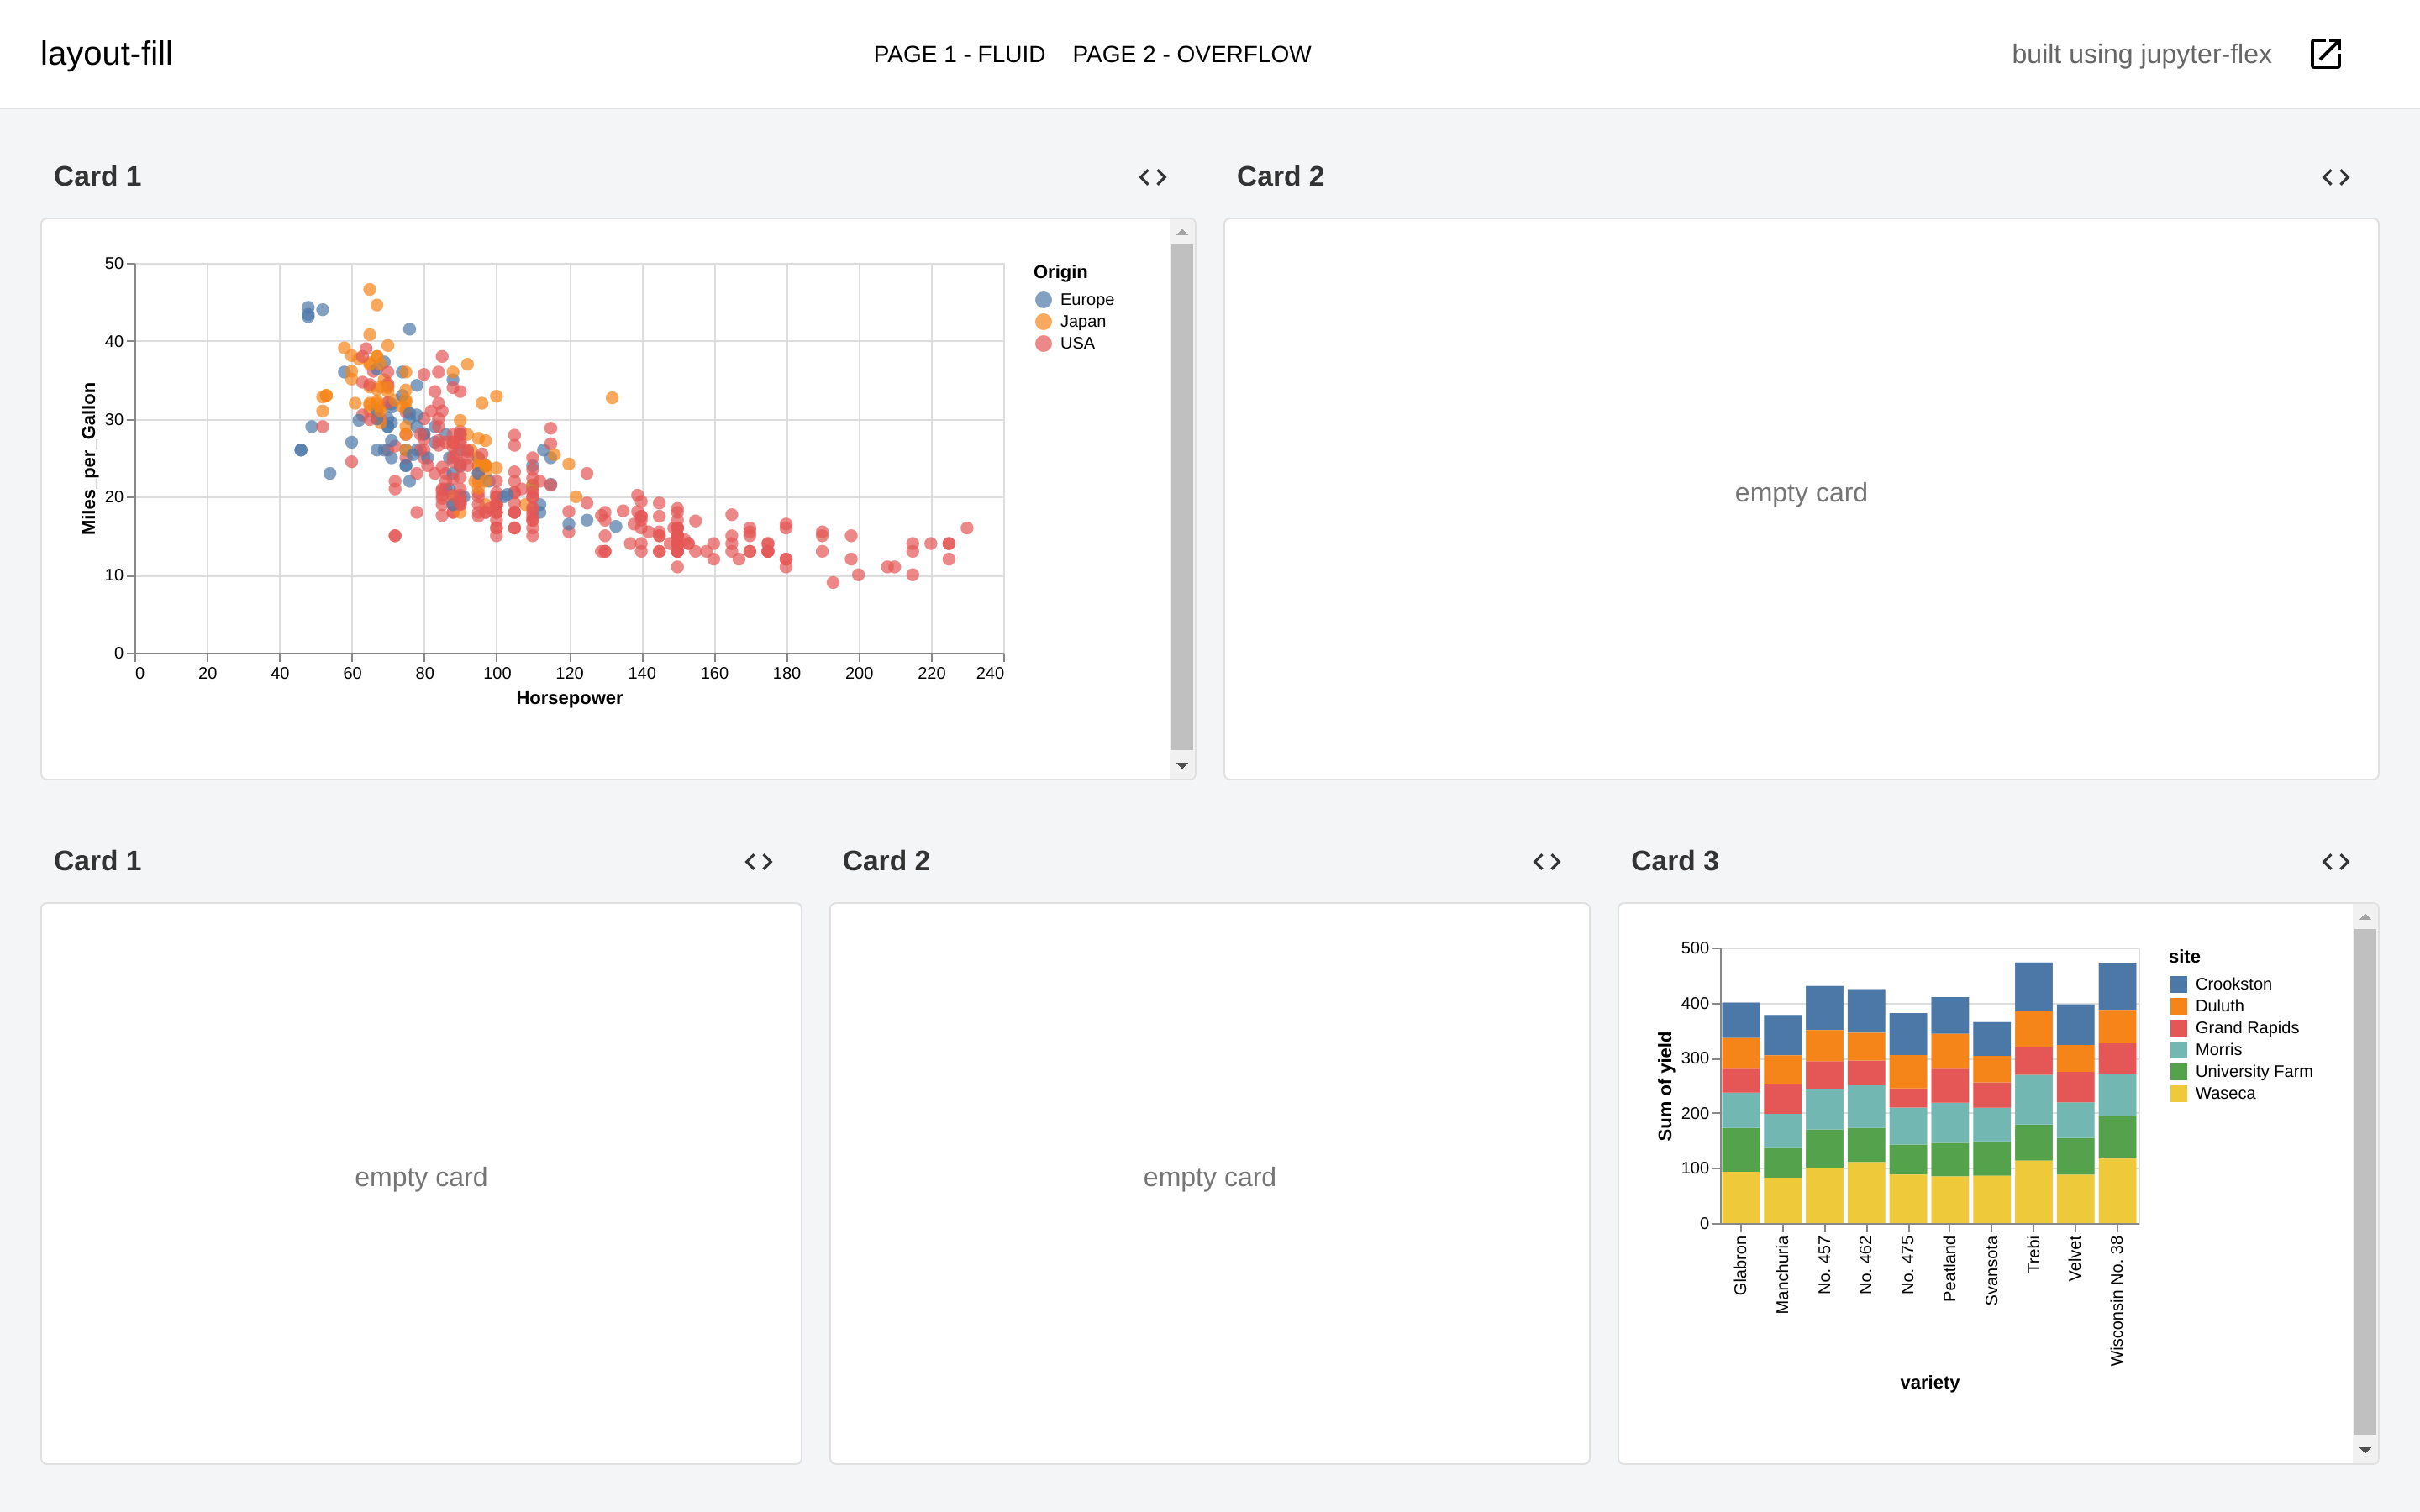 layout-fill
PAGE 1 - FLUID PAGE 2 - OVERFLOW
built using jupyter-flex
Card 1
Card 2
50
40
30
20
10
0
Miles_per_Gallon
0 20 40 60 80 100 120 140 160 180 200 220 240
Horsepower
Origin
Europe
Japan
USA
empty card
Card 1
Card 2
Card 3
empty card
empty card
500
400
300
200
100
0
Sum of yield
Glabron
Manchuria
No. 457
No. 462
No. 475
Peatland
Svansota
Trebi
Velvet
Wisconsin No. 38
variety
site
Crookston
Duluth
Grand Rapids
Morris
University Farm
Waseca